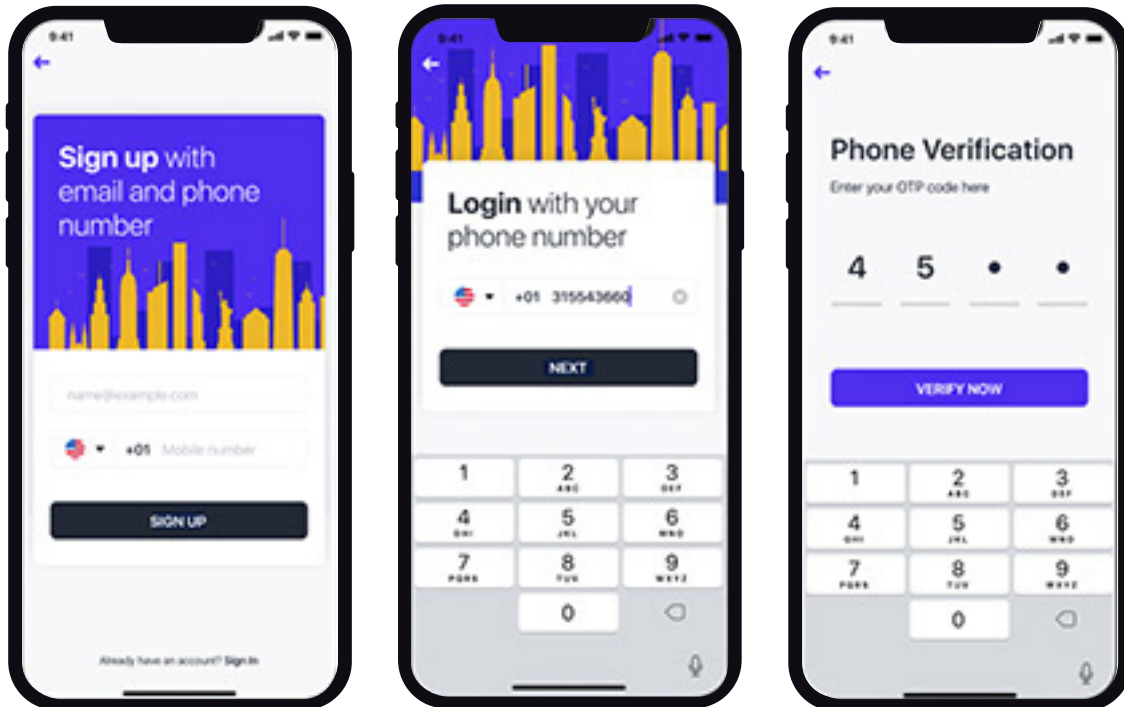 9:41
Sign up with
email and phone
number
name@example.com
+01 Mobile number
SIGN UP
Already have an account? Sign In
9:41
Login with your
phone number
+01 315543660
NEXT
1 2 3
ABC DEF
4 5 6
GHI JKL MNO
7 8 9
PQRS TUV WXYZ
0
9:41
Phone Verification
Enter your OTP code here
4 5
VERIFY NOW
1 2 3
ABC DEF
4 5 6
GHI JKL MNO
7 8 9
PQRS TUV WXYZ
0